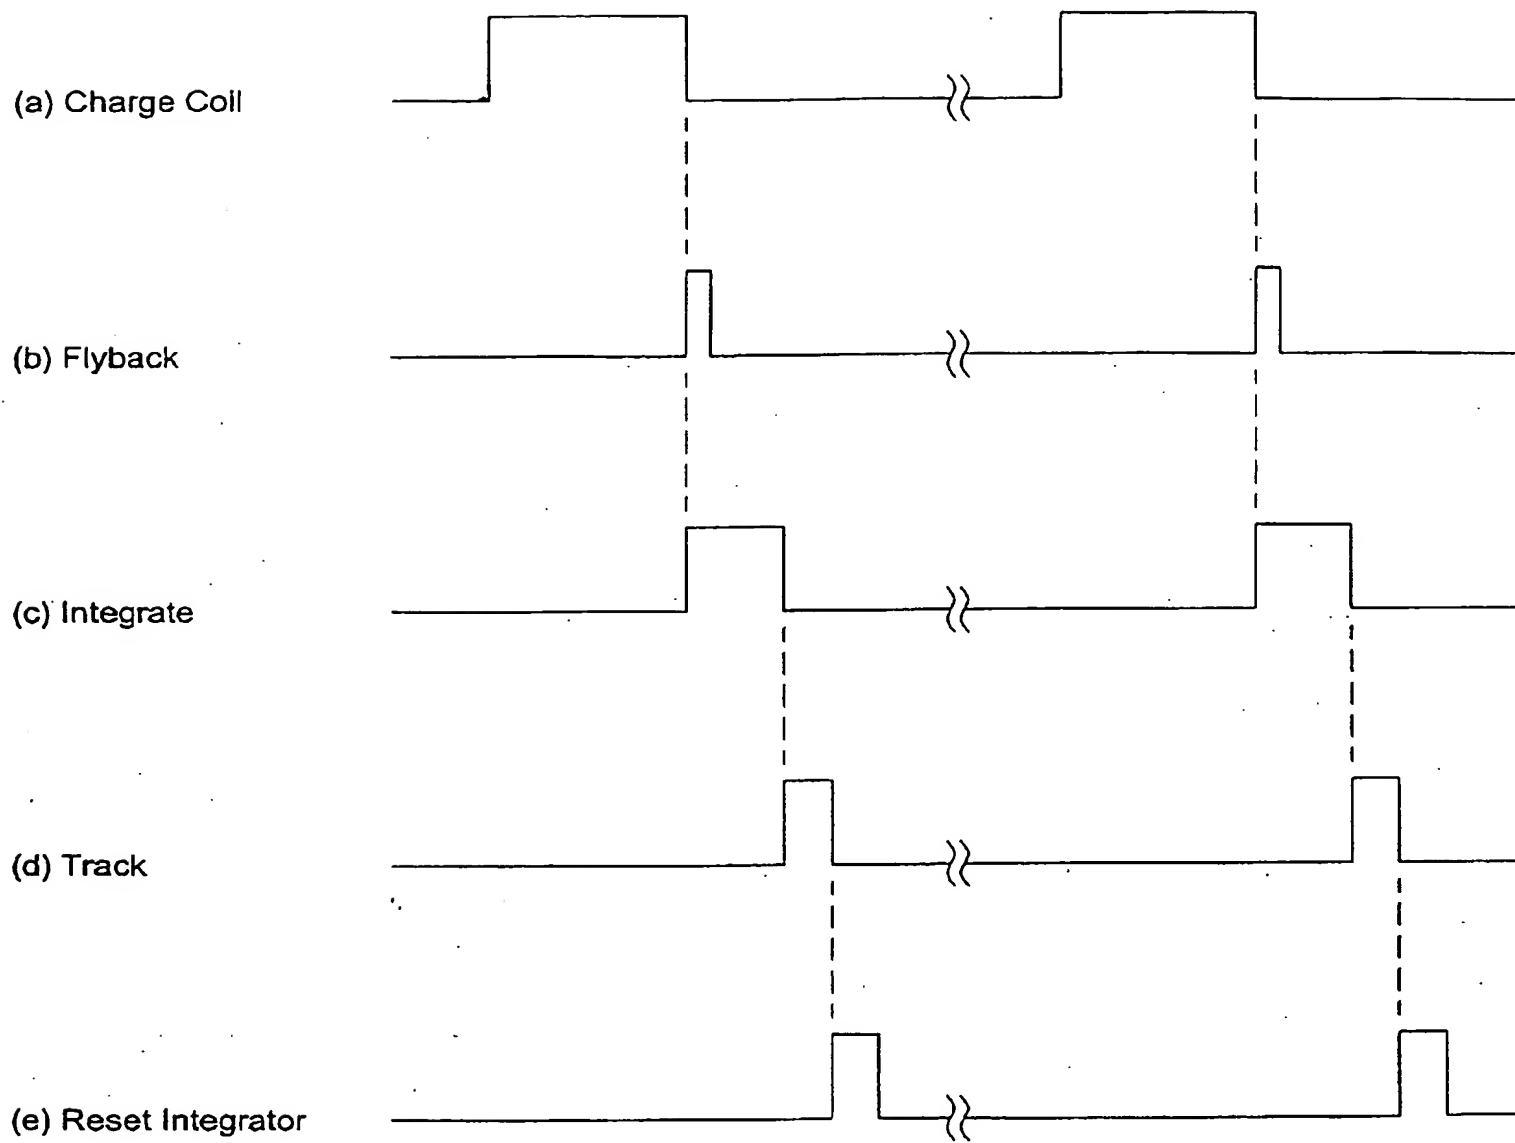 (a) Charge Coil
(b) Flyback
(c) Integrate
(d) Track
(e) Reset Integrator